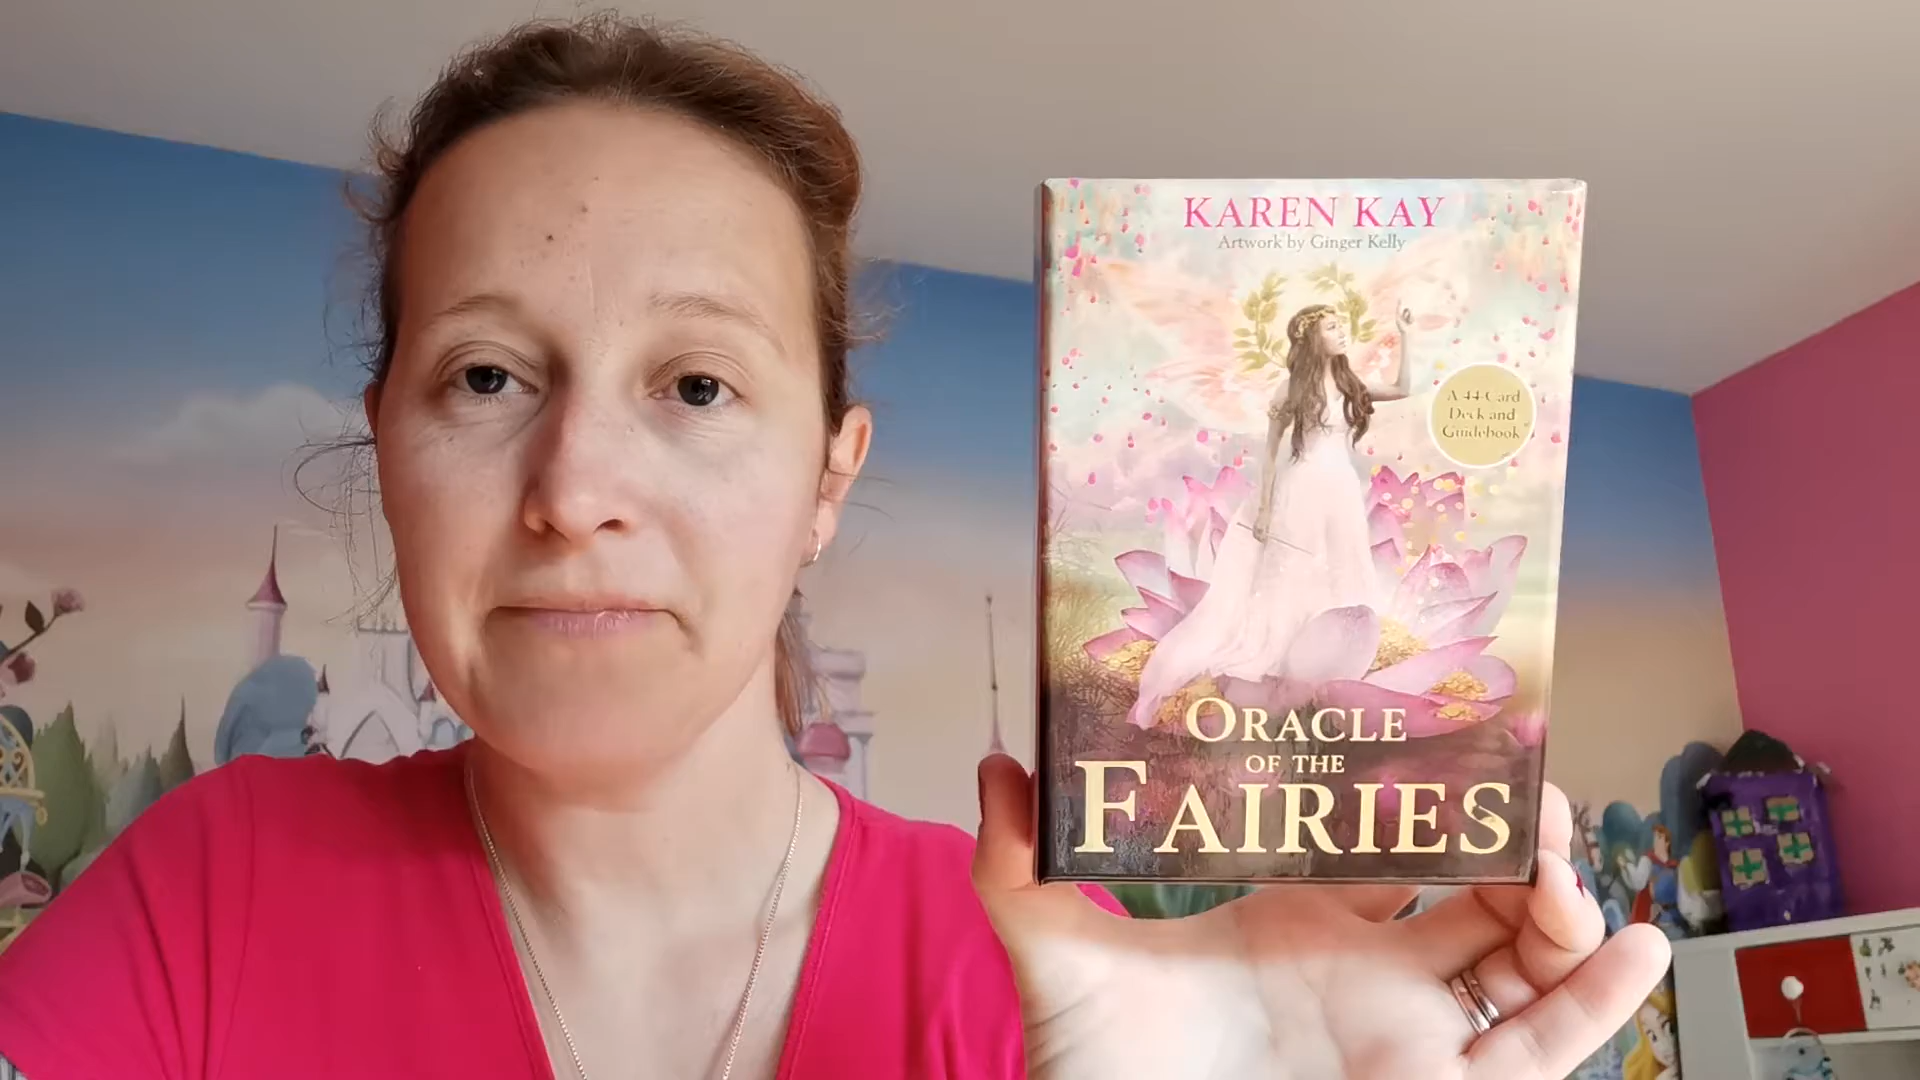 KAREN KAY
Artwork by Ginger Kelly
A 44-Card
Deck and
Guidebook
ORACLE
OF THE
FAIRIES